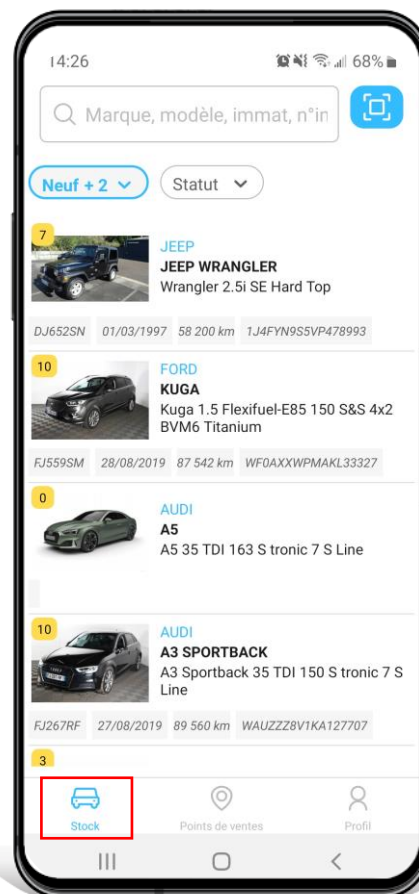 14:26 68%
Marque, modèle, immat, n°in
Neuf + 2 Statut
7
JEEP
JEEP WRANGLER
Wrangler 2.5i SE Hard Top
DJ652SN 01/03/1997 58 200 km 1J4FYN9S5VP478993
10
FORD
KUGA
Kuga 1.5 Flexifuel-E85 150 S&S 4x2
BVM6 Titanium
FJ559SM 28/08/2019 87 542 km WF0AXXWPMAKL33327
0
AUDI
A5
A5 35 TDI 163 S tronic 7 S Line
10
AUDI
A3 SPORTBACK
A3 Sportback 35 TDI 150 S tronic 7 S
Line
FJ267RF 27/08/2019 89 560 km WAUZZZ8V1KA127707
3
Stock Points de ventes Profil